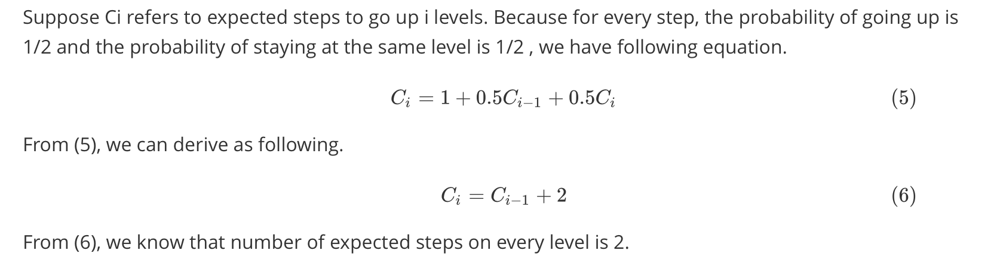 Suppose Ci refers to expected steps to go up i levels. Because for every step, the probability of going up is
1/2 and the probability of staying at the same level is 1/2 , we have following equation.
C_i = 1 + 0.5C_{i−1} + 0.5C_i (5)
From (5), we can derive as following.
C_i = C_{i−1} + 2 (6)
From (6), we know that number of expected steps on every level is 2.